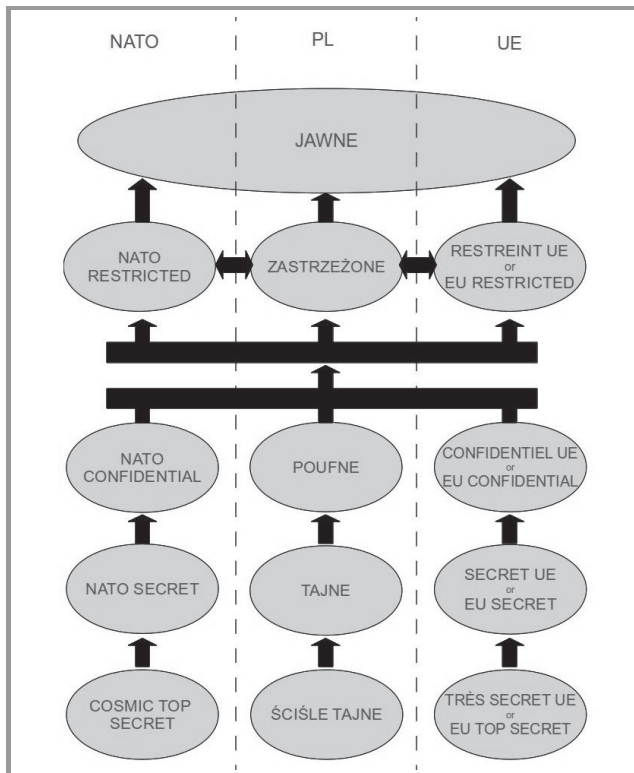 NATO
PL
UE
JAWNE
NATO
RESTRICTED
ZASTRZEŻONE
RESTREINT UE
or
EU RESTRICTED
NATO
CONFIDENTIAL
POUFNE
CONFIDENTIEL UE
or
EU CONFIDENTIAL
NATO SECRET
TAJNE
SECRET UE
or
EU SECRET
COSMIC TOP
SECRET
ŚCIŚLE TAJNE
TRÈS SECRET UE
or
EU TOP SECRET